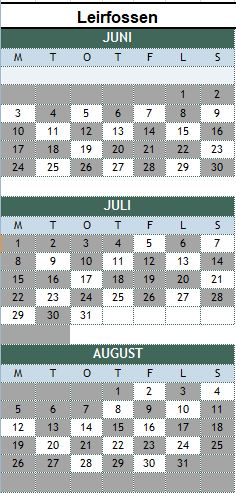 Leirfossen
JUNI
M T O T F L S
1 2
3 4 5 6 7 8 9
10 11 12 13 14 15 16
17 18 19 20 21 22 23
24 25 26 27 28 29 30
JULI
M T O T F L S
1 2 3 4 5 6 7
8 9 10 11 12 13 14
15 16 17 18 19 20 21
22 23 24 25 26 27 28
29 30 31
AUGUST
M T O T F L S
1 2 3 4
5 6 7 8 9 10 11
12 13 14 15 16 17 18
19 20 21 22 23 24 25
26 27 28 29 30 31